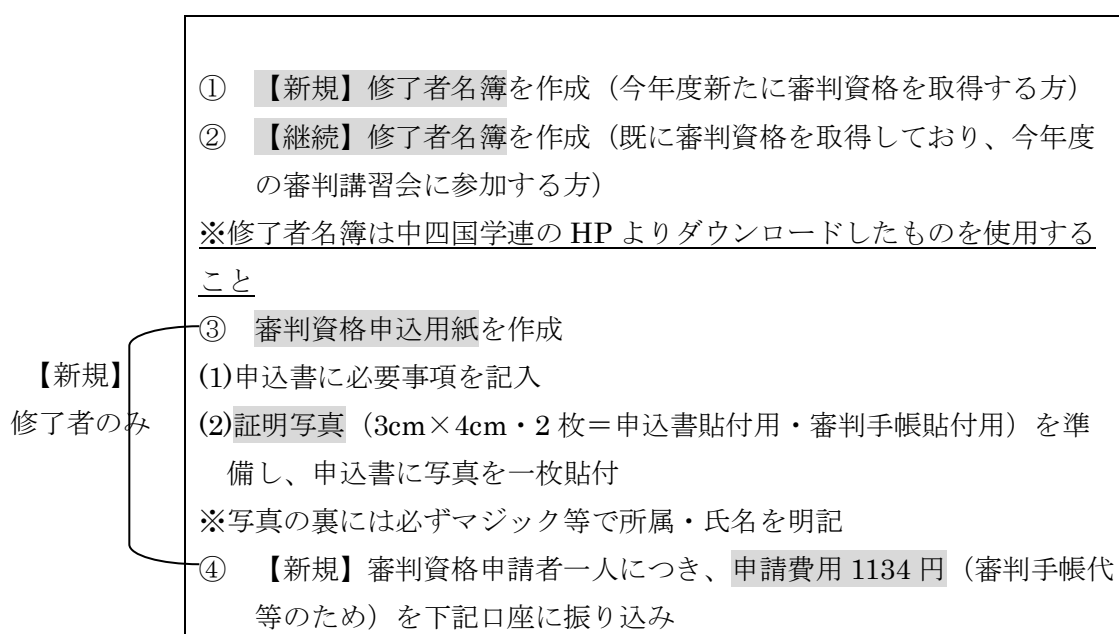 ① 【新規】修了者名簿を作成（今年度新たに審判資格を取得する方）
② 【継続】修了者名簿を作成（既に審判資格を取得しており、今年度
の審判講習会に参加する方）
※修了者名簿は中四国学連の HP よりダウンロードしたものを使用する
こと
③ 審判資格申込用紙を作成
【新規】
修了者のみ
(1)申込書に必要事項を記入
(2)証明写真（3cm×4cm・2 枚＝申込書貼付用・審判手帳貼付用）を準
備し、申込書に写真を一枚貼付
※写真の裏には必ずマジック等で所属・氏名を明記
④ 【新規】審判資格申請者一人につき、申請費用 1134 円（審判手帳代
等のため）を下記口座に振り込み